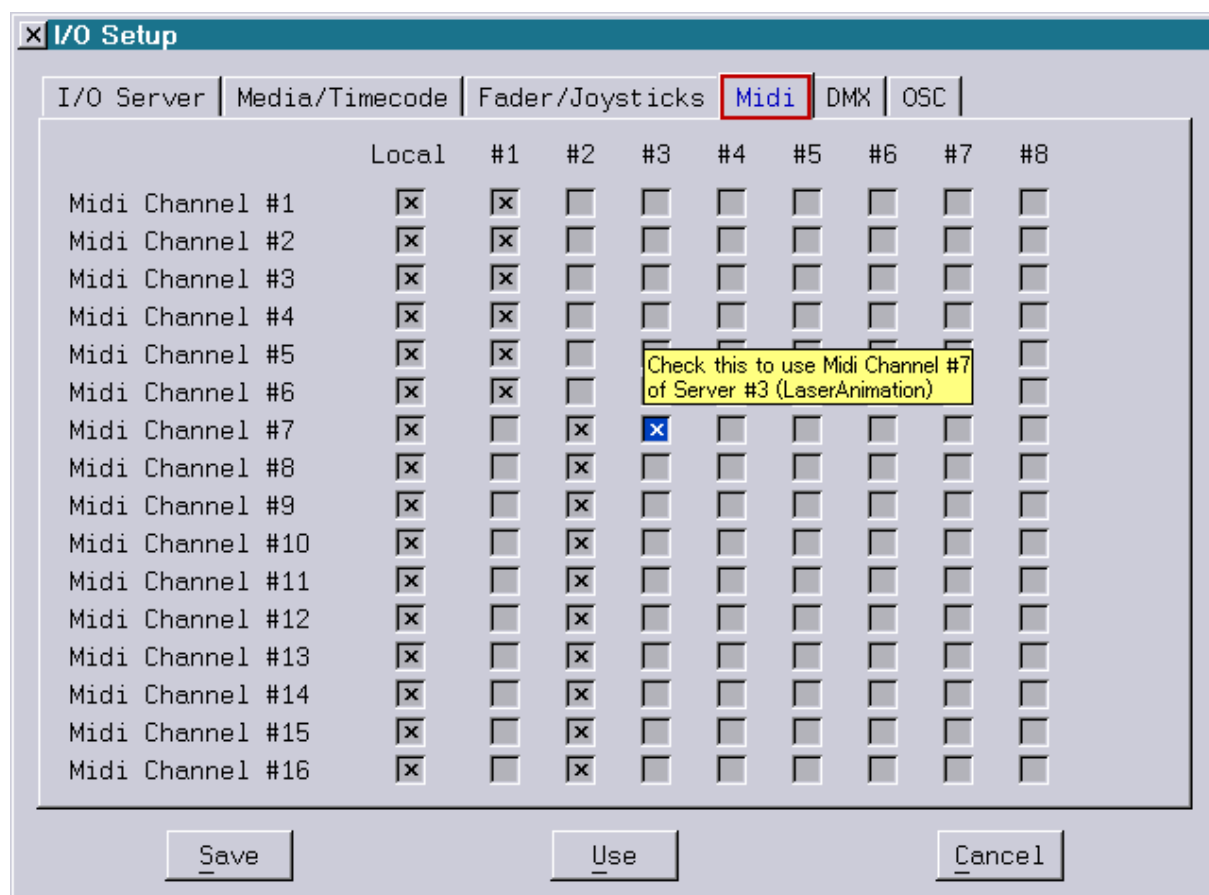 I/O Setup
I/O Server Media/Timecode Fader/Joysticks Midi DMX OSC
Local #1 #2 #3 #4 #5 #6 #7 #8
Midi Channel #1
Midi Channel #2
Midi Channel #3
Midi Channel #4
Midi Channel #5
Check this to use Midi Channel #7
Midi Channel #6
of Server #3 (LaserAnimation)
Midi Channel #7
Midi Channel #8
Midi Channel #9
Midi Channel #10
Midi Channel #11
Midi Channel #12
Midi Channel #13
Midi Channel #14
Midi Channel #15
Midi Channel #16
Save Use Cancel